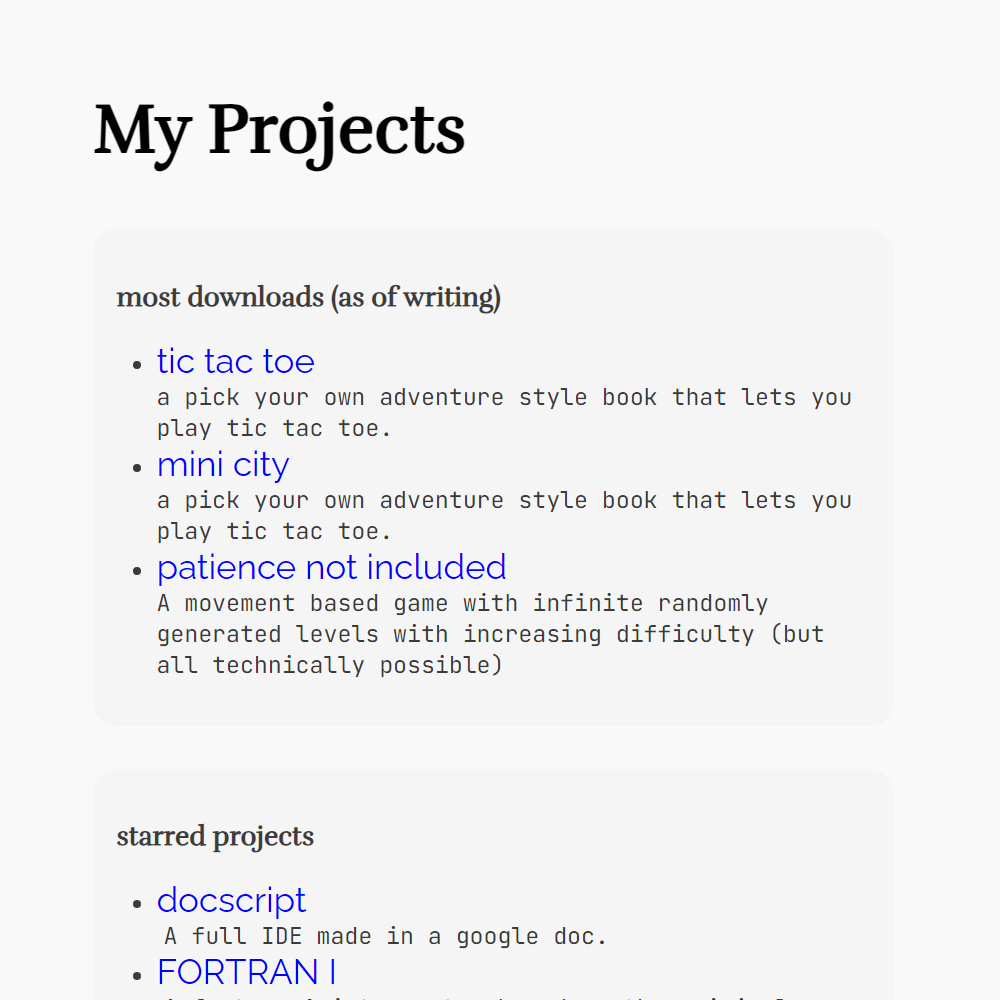 My Projects
most downloads (as of writing)
tic tac toe
a pick your own adventure style book that lets you
play tic tac toe.
mini city
a pick your own adventure style book that lets you
play tic tac toe.
patience not included
A movement based game with infinite randomly
generated levels with increasing difficulty (but
all technically possible)
starred projects
docscript
A full IDE made in a google doc.
FORTRAN I